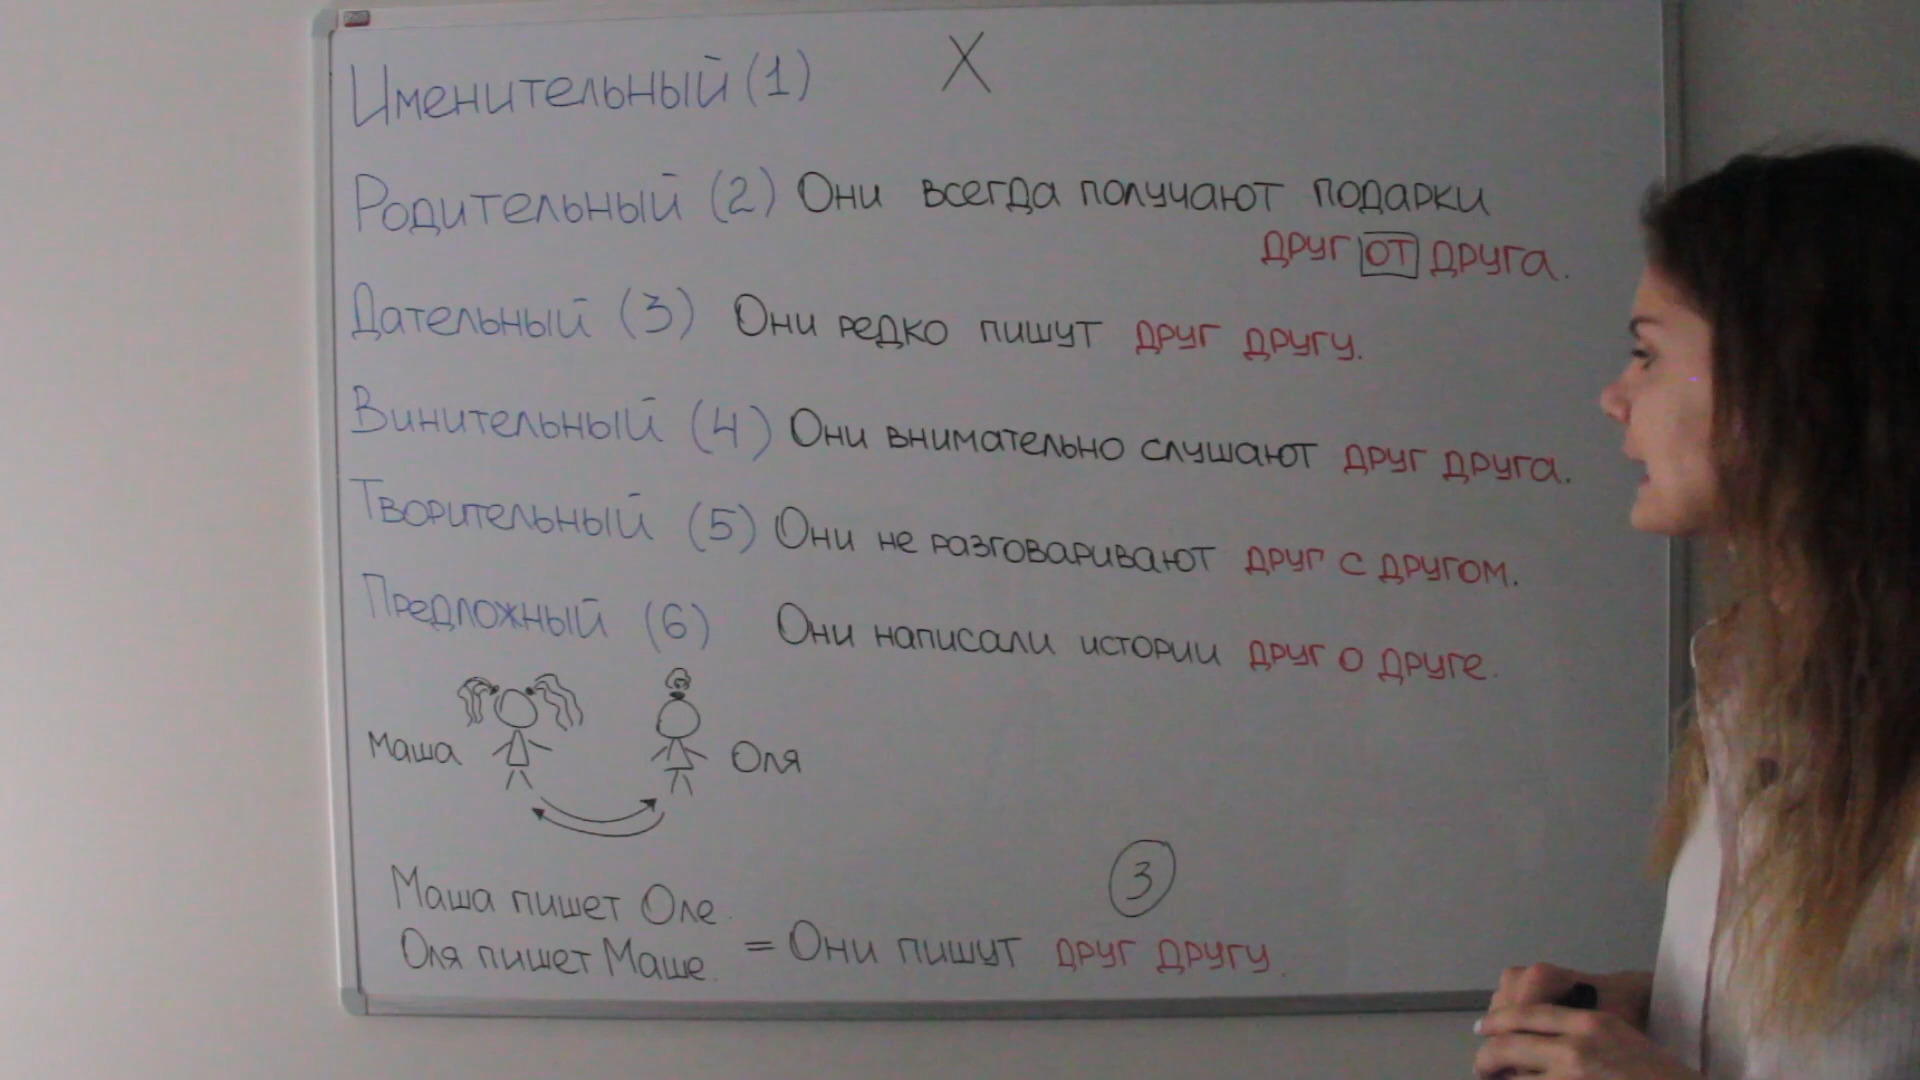 Именительный (1) X
Родительный (2) Они всегда получают подарки
друг от друга.
Дательный (3) Они редко пишут друг другу.
Винительный (4) Они внимательно слушают друг друга.
Творительный (5) Они не разговаривают друг с другом.
Предложный (6) Они написали истории друг о друге.
Маша Оля
3
Маша пишет Оле.
Оля пишет Маше. = Они пишут друг другу.